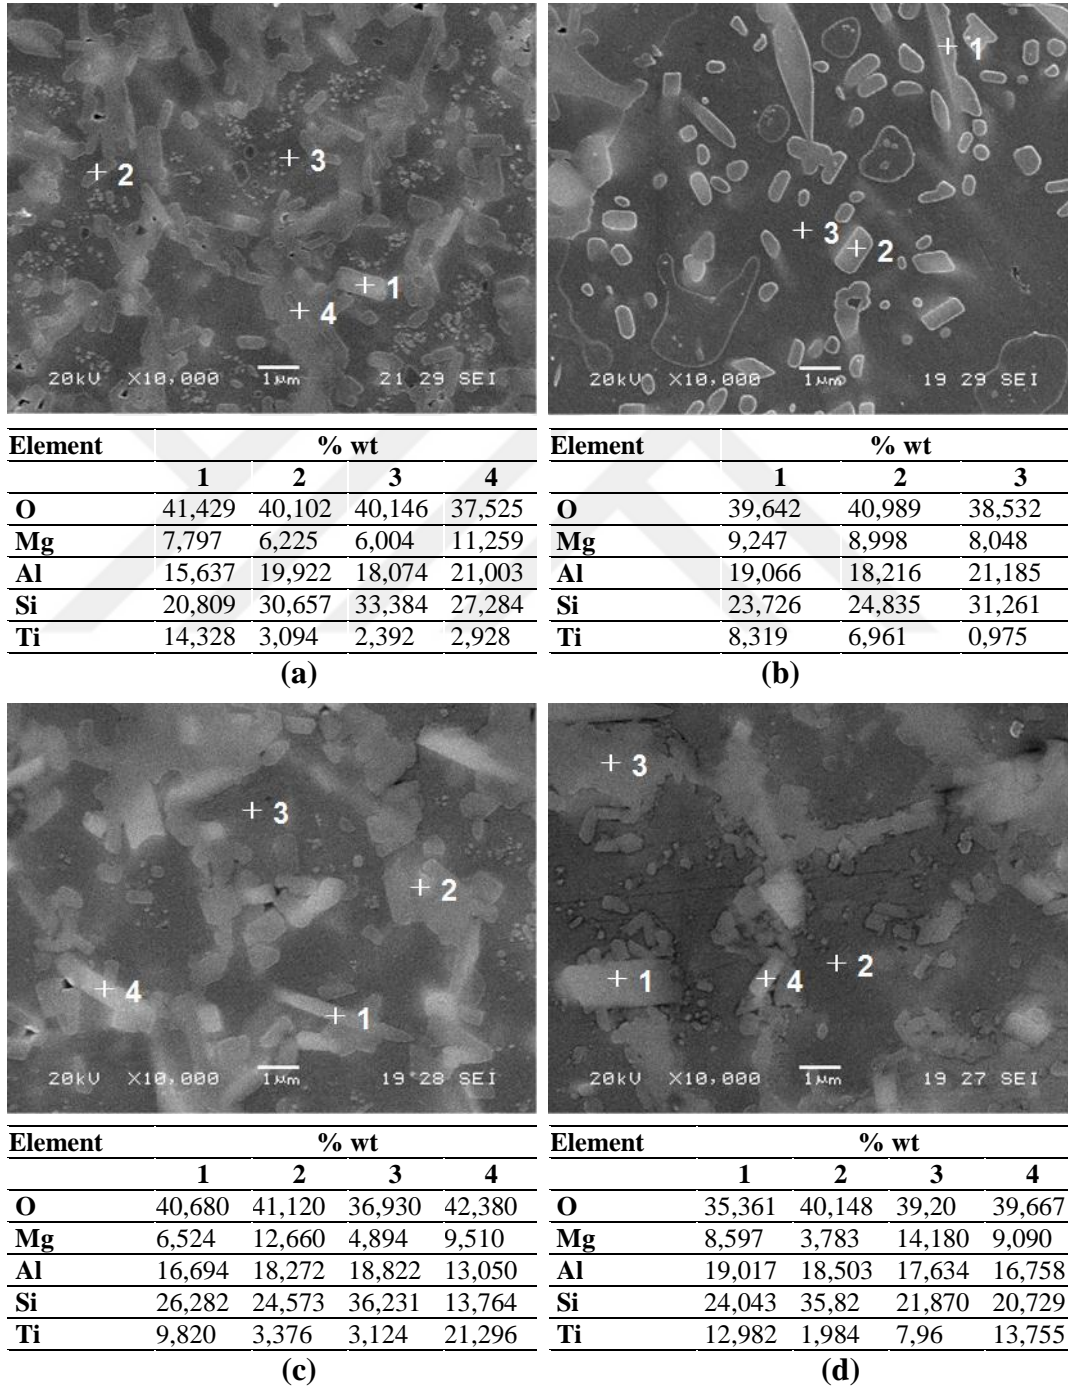 2
3
1
4
20kV X10,000 1µm 21 29 SEI
1
3
2
20kU X10,000 1µm 19 29 SEI
Element % wt
1 2 3 4
O 41,429 40,102 40,146 37,525
Mg 7,797 6,225 6,004 11,259
Al 15,637 19,922 18,074 21,003
Si 20,809 30,657 33,384 27,284
Ti 14,328 3,094 2,392 2,928
(a)
Element % wt
1 2 3
O 39,642 40,989 38,532
Mg 9,247 8,998 8,048
Al 19,066 18,216 21,185
Si 23,726 24,835 31,261
Ti 8,319 6,961 0,975
(b)
3
2
4
1
20kV X10,000 1µm 19 28 SEI
3
1
4
2
20kV X10,000 1µm 19 27 SEI
Element % wt
1 2 3 4
O 40,680 41,120 36,930 42,380
Mg 6,524 12,660 4,894 9,510
Al 16,694 18,272 18,822 13,050
Si 26,282 24,573 36,231 13,764
Ti 9,820 3,376 3,124 21,296
(c)
Element % wt
1 2 3 4
O 35,361 40,148 39,20 39,667
Mg 8,597 3,783 14,180 9,090
Al 19,017 18,503 17,634 16,758
Si 24,043 35,82 21,870 20,729
Ti 12,982 1,984 7,96 13,755
(d)